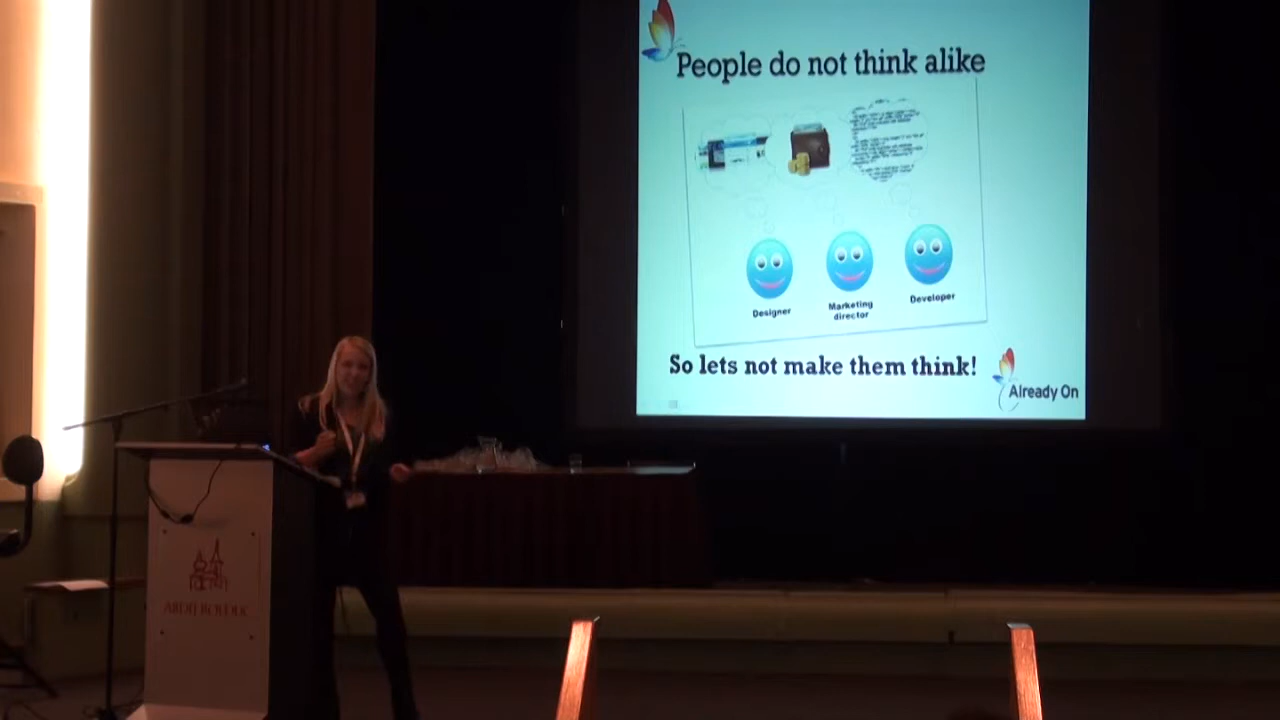 People do not think alike
Designer
Marketing
director
Developer
So lets not make them think!
Already On